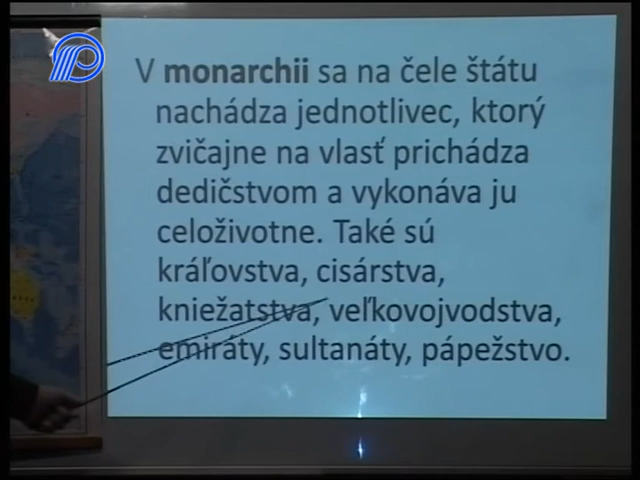 V monarchii sa na čele štátu
nachádza jednotlivec, ktorý
zvičajne na vlasť prichádza
dedičstvom a vykonáva ju
celoživotne. Také sú
kráľovstva, cisárstva,
kniežatstva, veľkovojvodstva,
emiráty, sultanáty, pápežstvo.